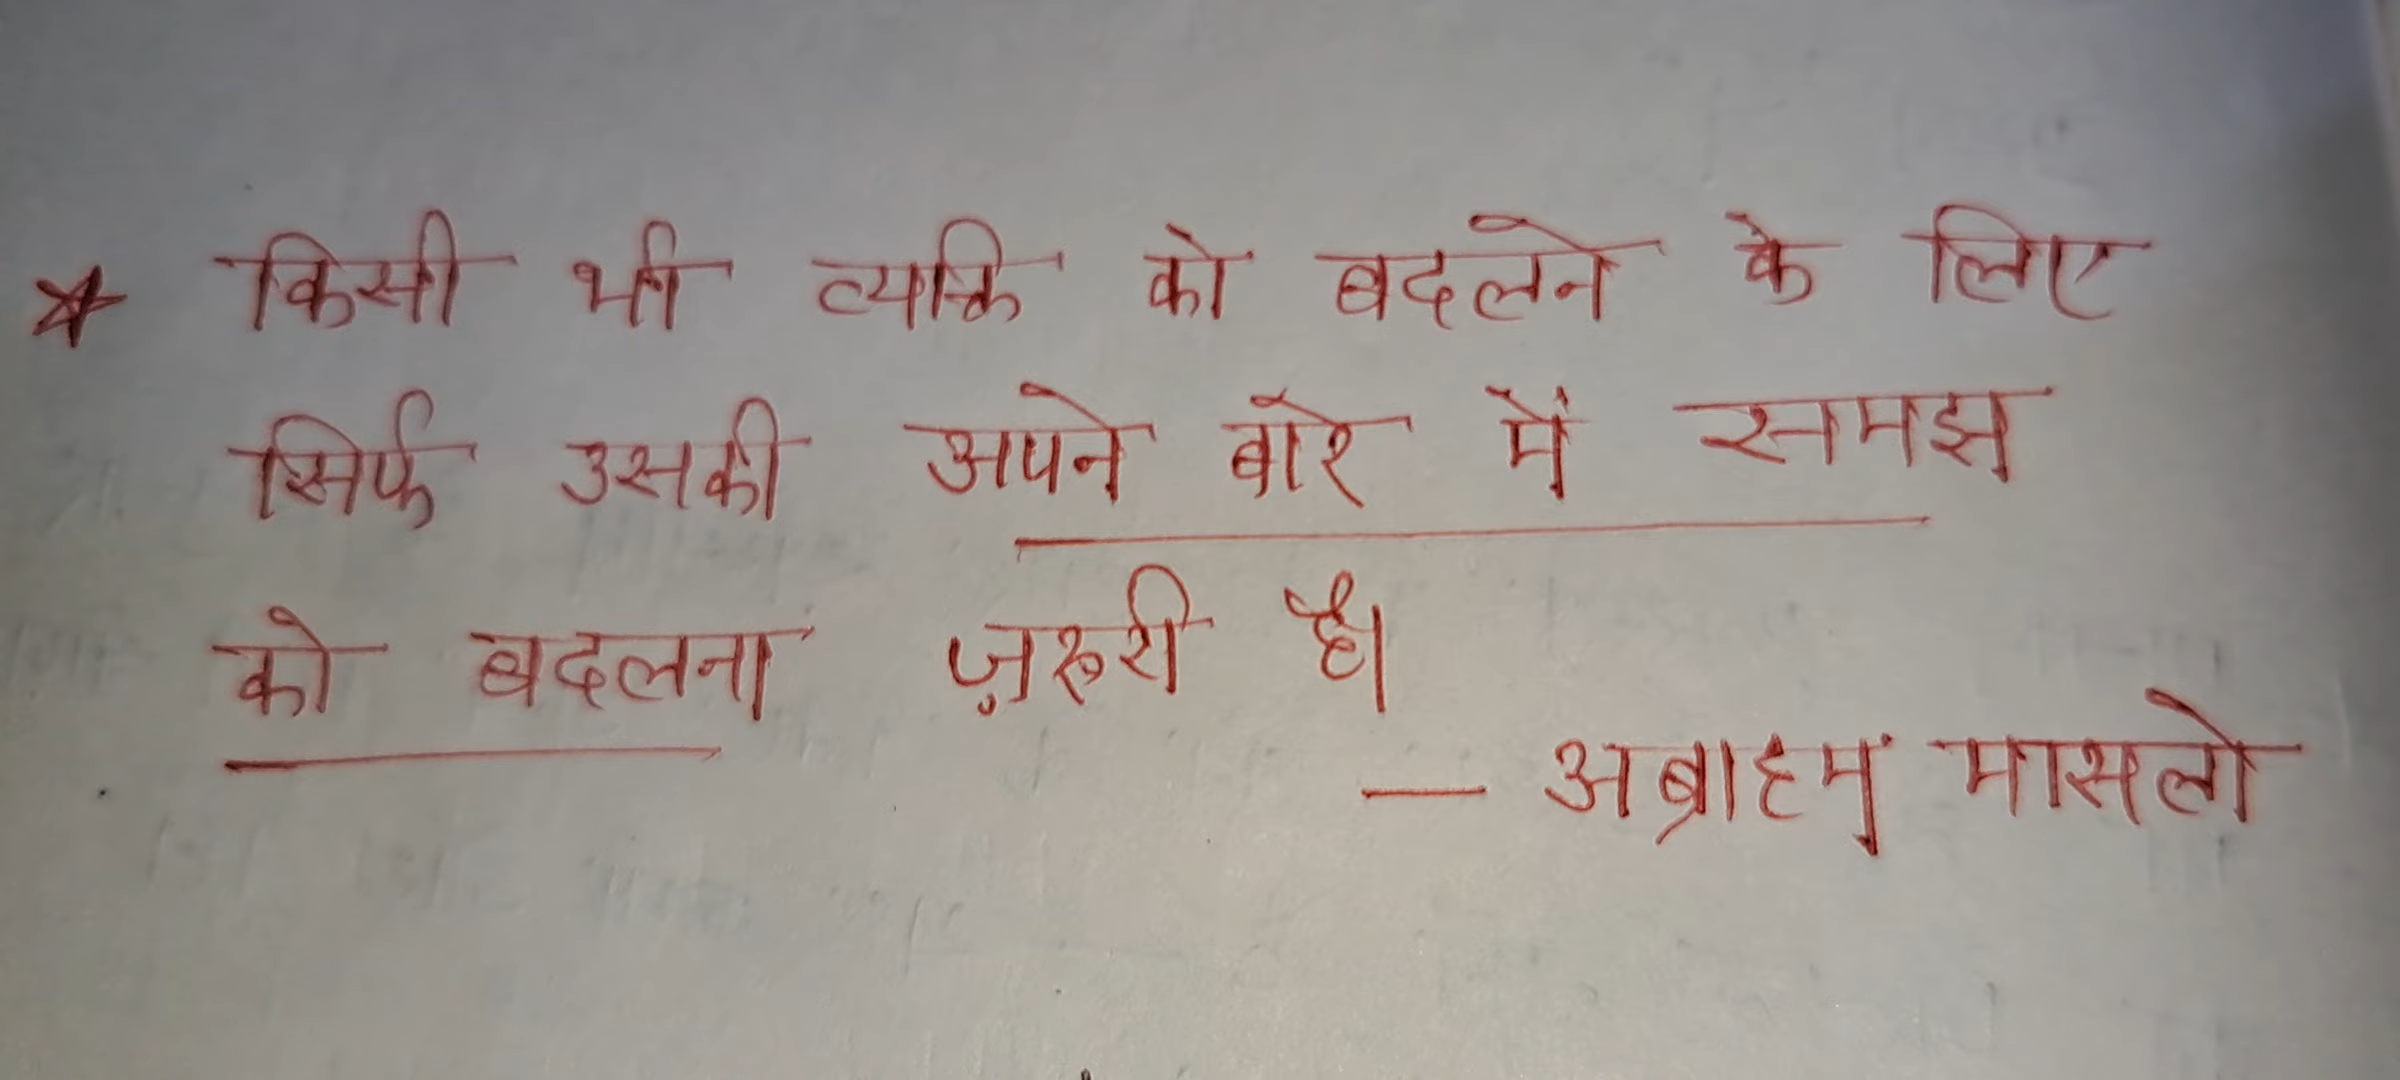 * किसी भी व्यक्ति को बदलने के लिए
सिर्फ उसकी अपने बारे में समझ
को बदलना ज़रूरी है।
— अब्राहम् मासलो